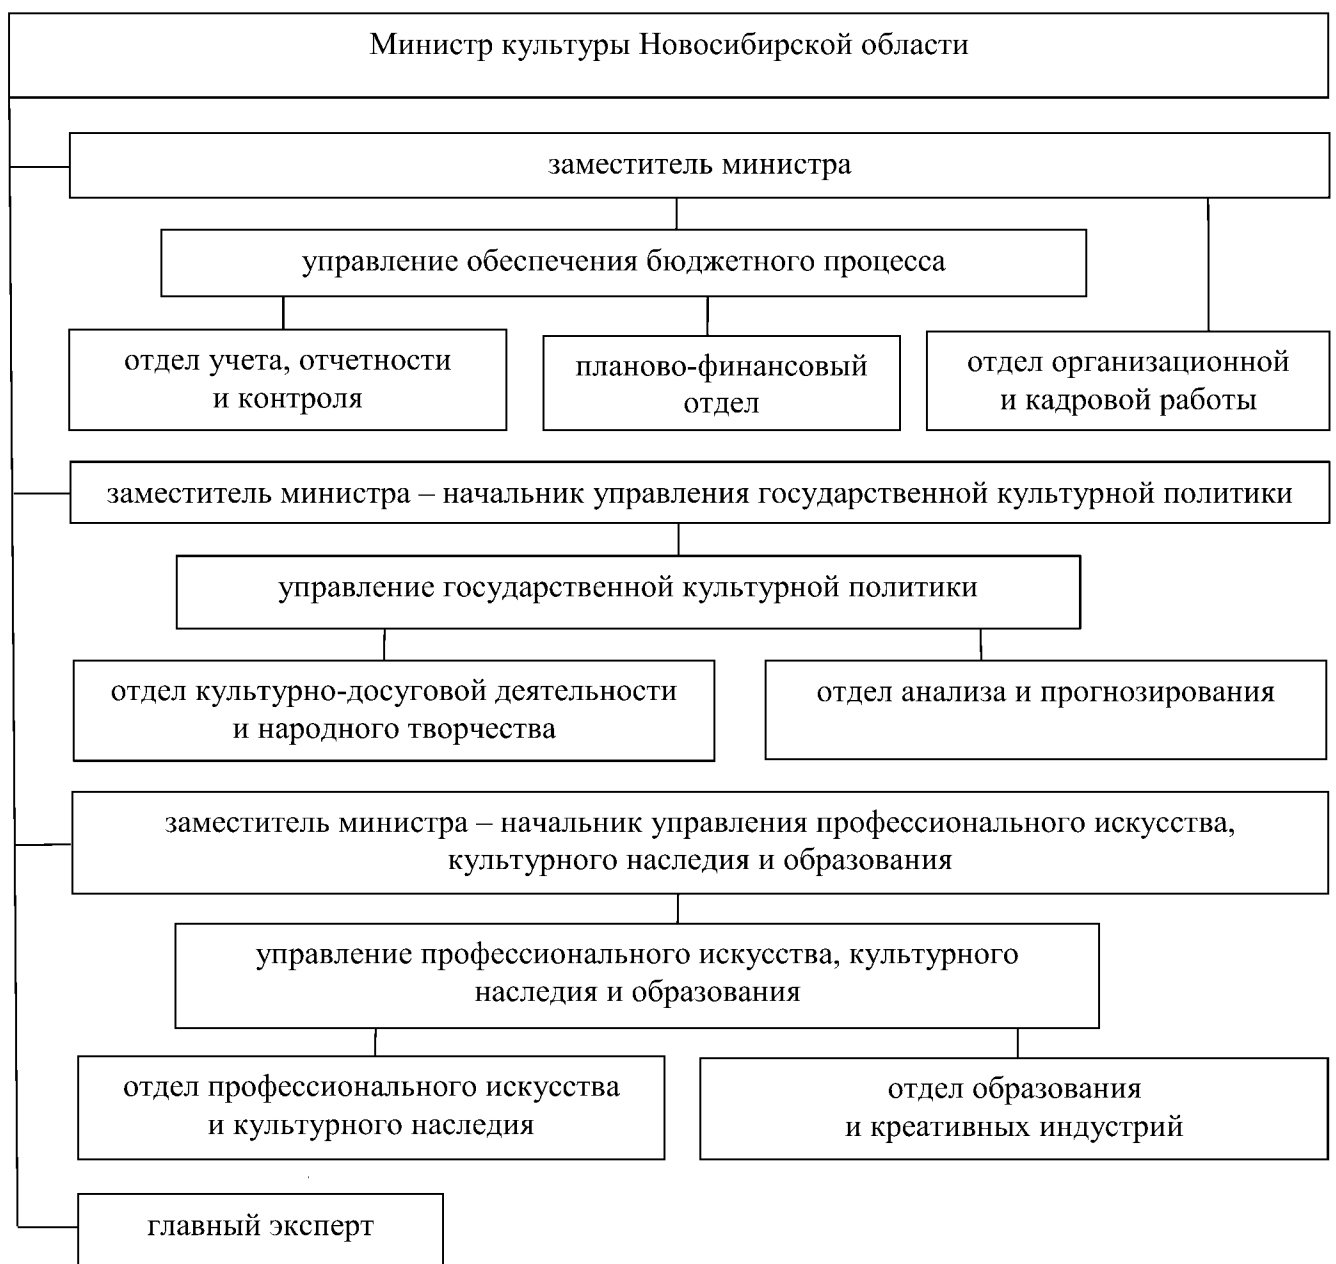 Министр культуры Новосибирской области
заместитель министра
управление обеспечения бюджетного процесса
отдел учета, отчетности
и контроля
планово-финансовый
отдел
отдел организационной
и кадровой работы
заместитель министра – начальник управления государственной культурной политики
управление государственной культурной политики
отдел культурно-досуговой деятельности
и народного творчества
отдел анализа и прогнозирования
заместитель министра – начальник управления профессионального искусства,
культурного наследия и образования
управление профессионального искусства, культурного
наследия и образования
отдел профессионального искусства
и культурного наследия
отдел образования
и креативных индустрий
главный эксперт